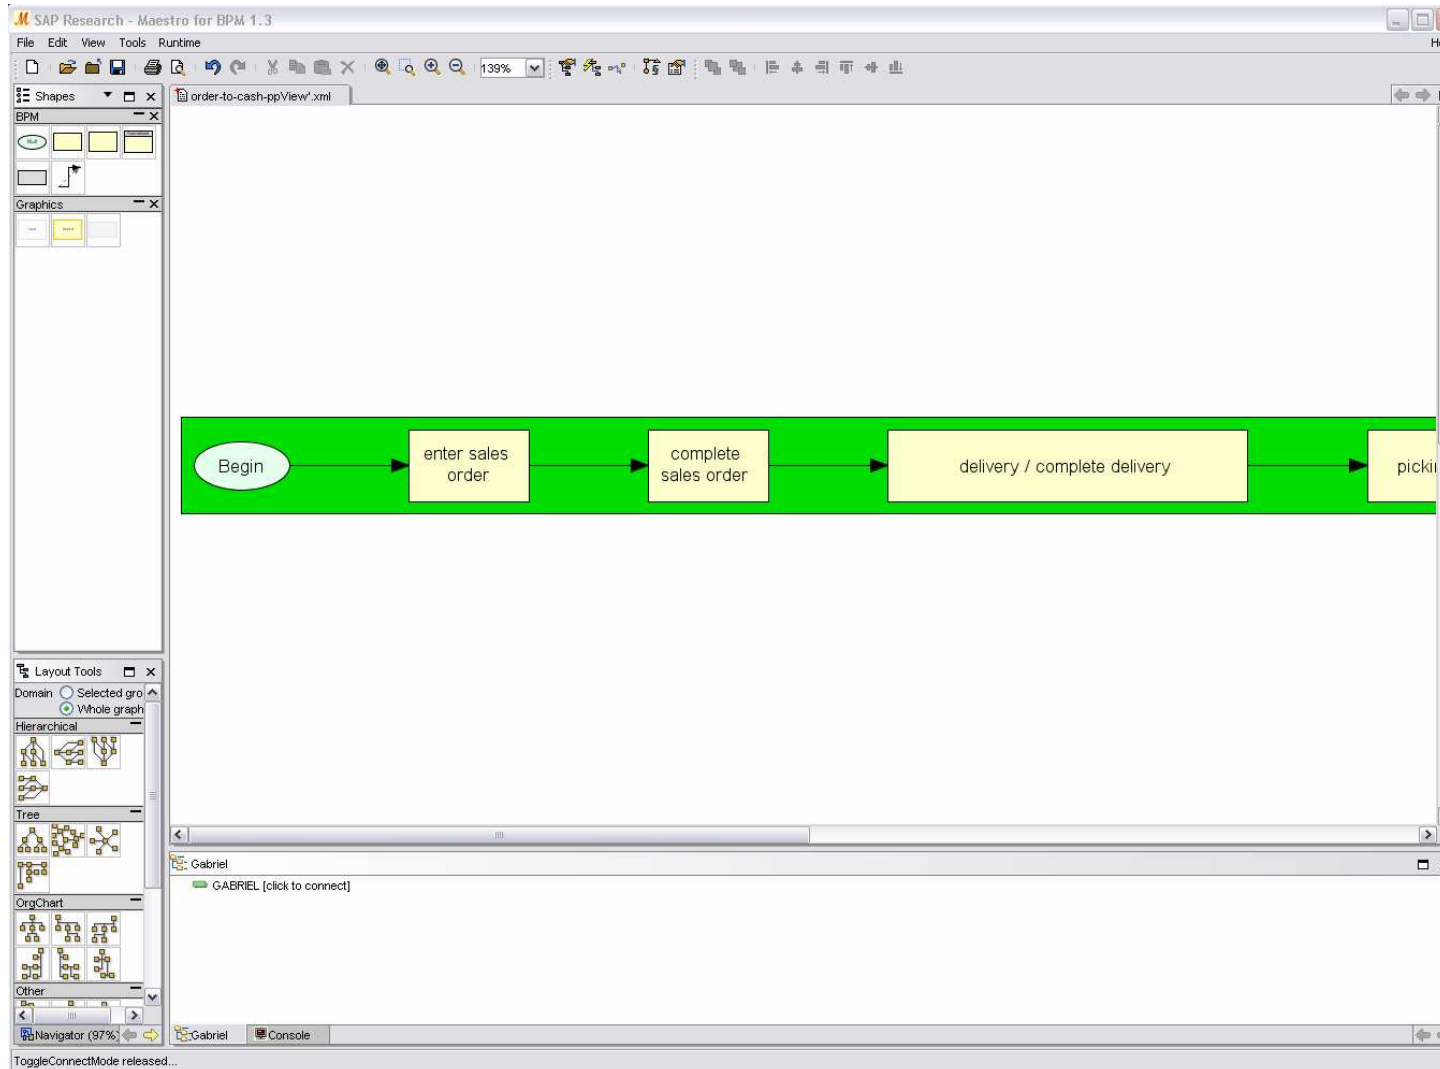 SAP Research - Maestro for BPM 1.3
File Edit View Tools Runtime
139%
Shapes
order-to-cash-ppView*.xml
BPM
Graphics
Begin
enter sales
order
complete
sales order
delivery / complete delivery
Layout Tools
Domain Selected gro
Whole graph
Hierarchical
Tree
OrgChart
Other
Navigator (97%)
Gabriel
GABRIEL [click to connect]
Gabriel Console
ToggleConnectMode released...